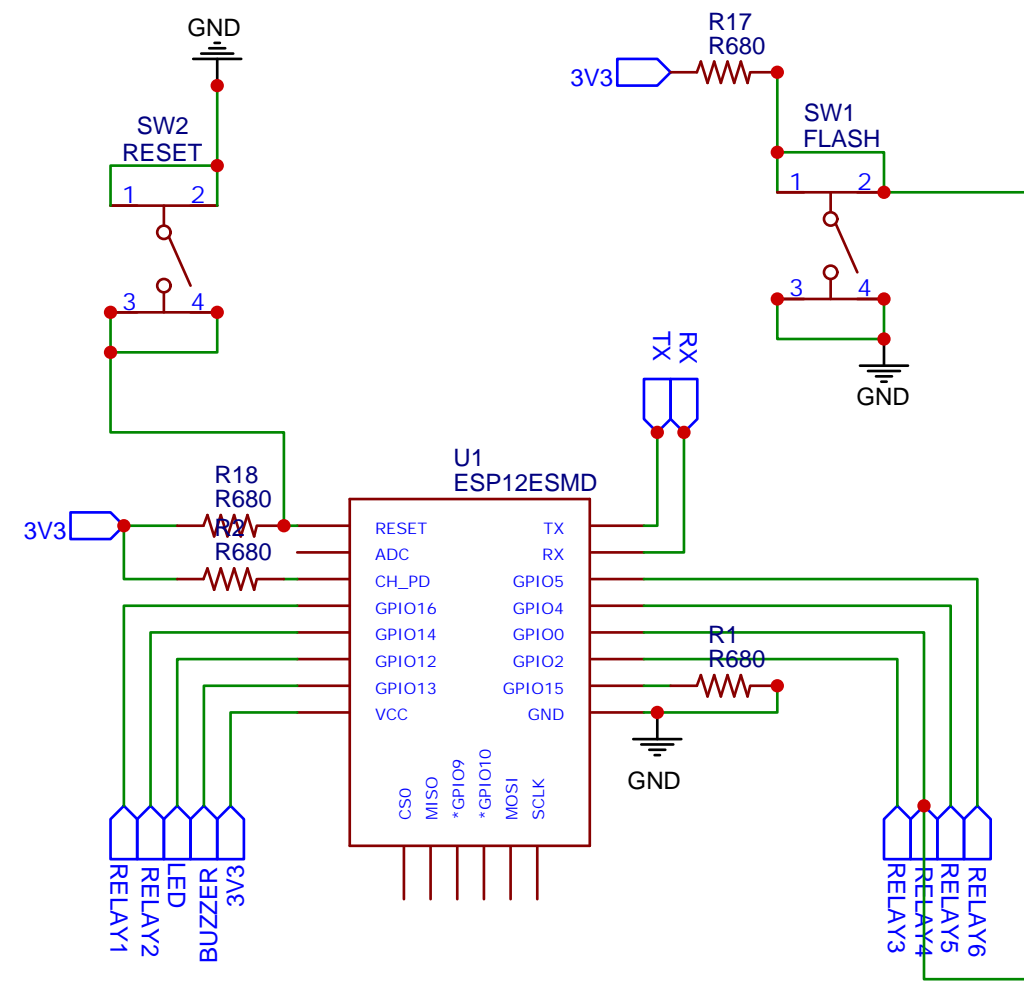 GND
R17
R680
3V3
SW2
RESET
SW1
FLASH
1 2
1 2
3 4
3 4
TX
RX
GND
U1
ESP12ESMD
R18
R680
3V3
R2
R680
RESET
ADC
CH_PD
GPIO16
GPIO14
GPIO12
GPIO13
VCC
TX
RX
GPIO5
GPIO4
GPIO0
GPIO2
GPIO15
GND
R1
R680
GND
CS0
MISO
*GPIO9
*GPIO10
MOSI
SCLK
RELAY1
RELAY2
LED
BUZZER
3V3
RELAY3
RELAY4
RELAY5
RELAY6